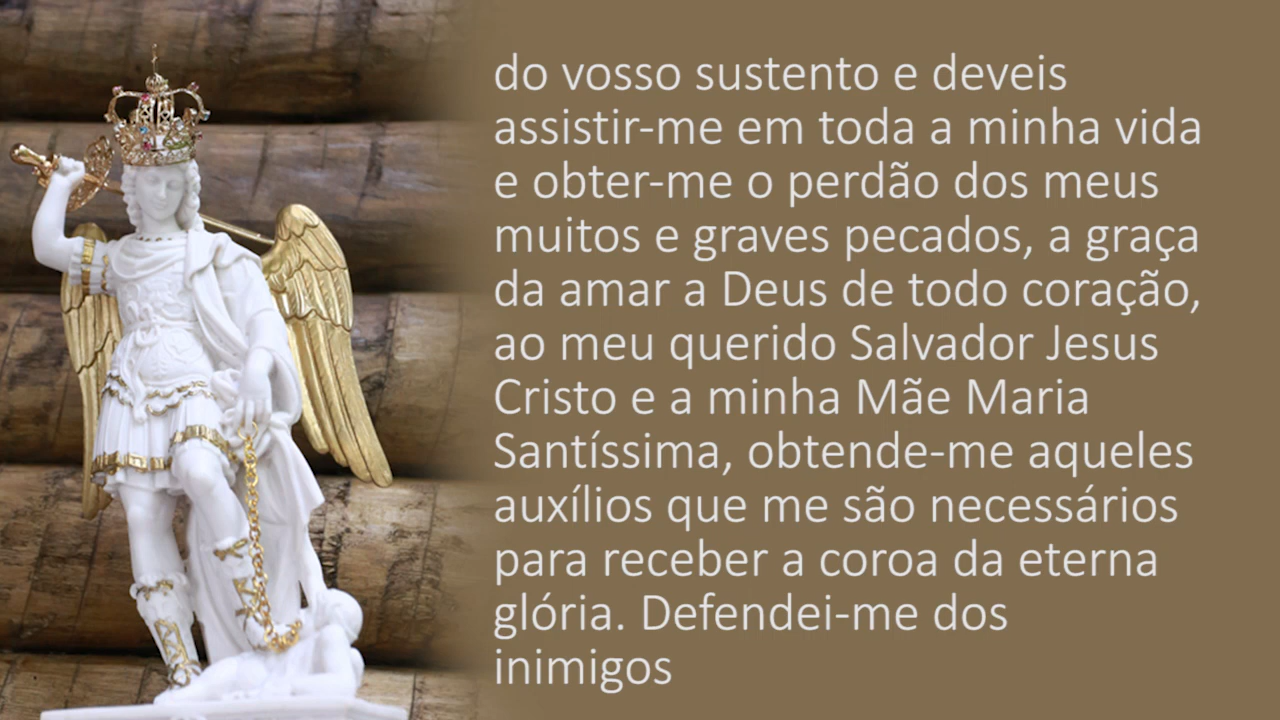 do vosso sustento e deveis
assistir-me em toda a minha vida
e obter-me o perdão dos meus
muitos e graves pecados, a graça
da amar a Deus de todo coração,
ao meu querido Salvador Jesus
Cristo e a minha Mãe Maria
Santíssima, obtende-me aqueles
auxílios que me são necessários
para receber a coroa da eterna
glória. Defendei-me dos
inimigos